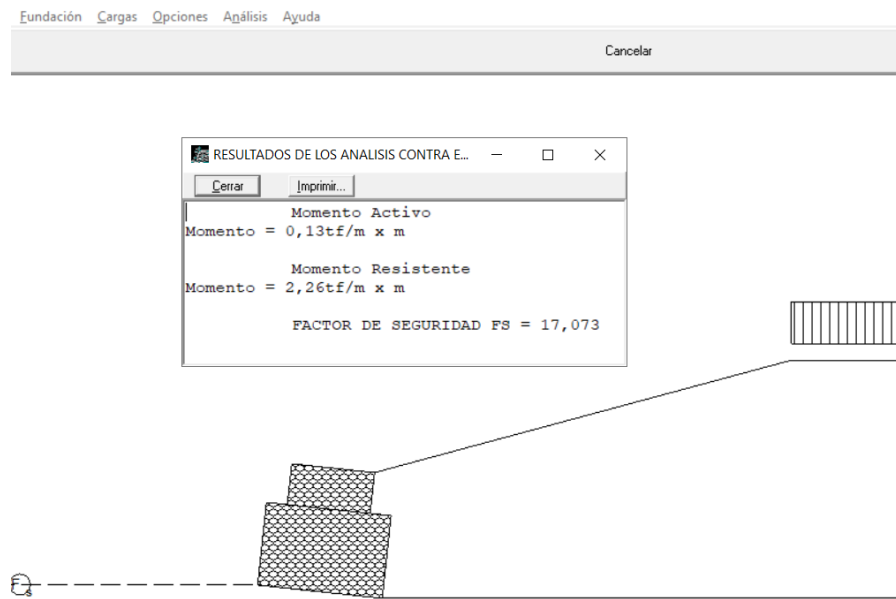 Fundación Cargas Opciones Análisis Ayuda
Cancelar
RESULTADOS DE LOS ANALISIS CONTRA E...
Cerrar Imprimir...
Momento Activo
Momento = 0,13tf/m x m
Momento Resistente
Momento = 2,26tf/m x m
FACTOR DE SEGURIDAD FS = 17,073
Fs